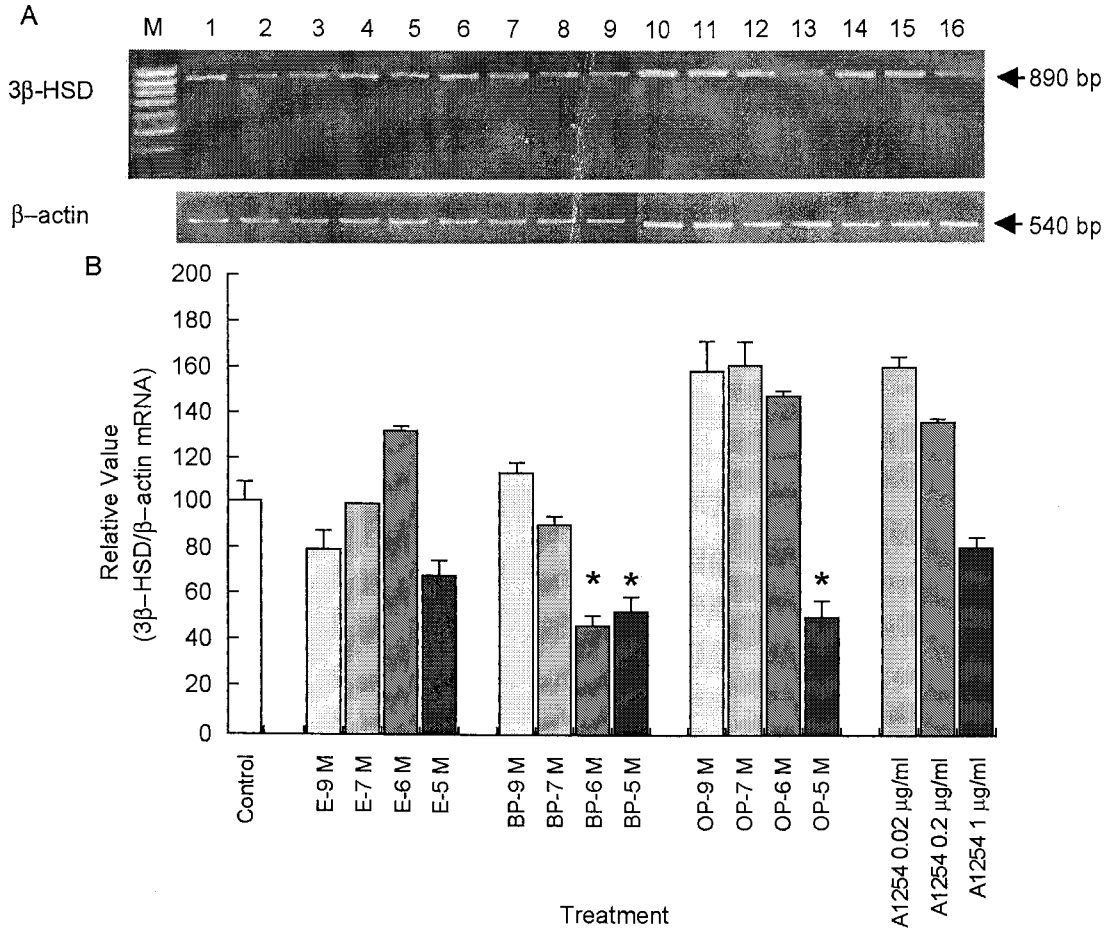 A
M 1 2 3 4 5 6 7 8 9 10 11 12 13 14 15 16
3β-HSD
890 bp
β–actin
540 bp
B
200
180
160
140
120
100
80
60
40
20
0
Relative Value
(3β–HSD/β–actin mRNA)
* * *
Control
E-9 M
E-7 M
E-6 M
E-5 M
BP-9 M
BP-7 M
BP-6 M
BP-5 M
OP-9 M
OP-7 M
OP-6 M
OP-5 M
A1254 0.02 µg/ml
A1254 0.2 µg/ml
A1254 1 µg/ml
Treatment